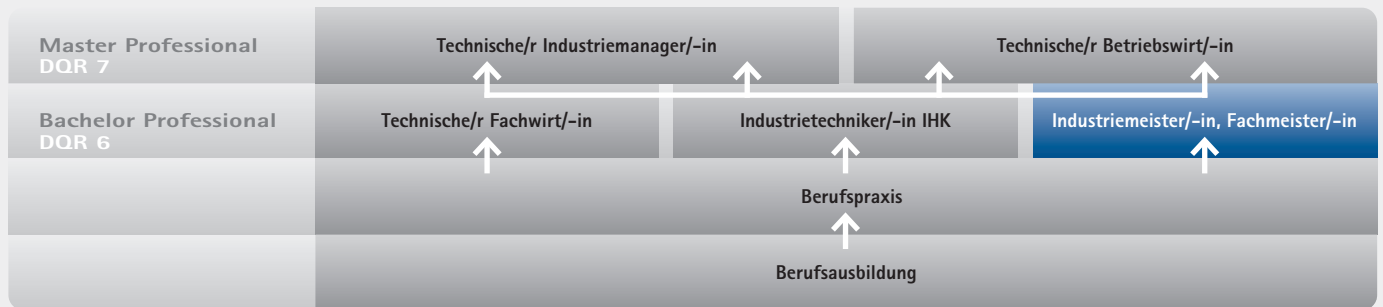 Master Professional
DQR 7
Technische/r Industriemanager/-in
Technische/r Betriebswirt/-in
Bachelor Professional
DQR 6
Technische/r Fachwirt/-in
Industrietechniker/-in IHK
Industriemeister/-in, Fachmeister/-in
Berufspraxis
Berufsausbildung